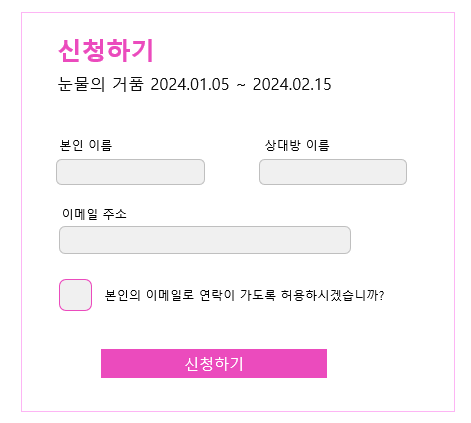 신청하기
눈물의 거품 2024.01.05 ~ 2024.02.15
본인 이름 상대방 이름
이메일 주소
본인의 이메일로 연락이 가도록 허용하시겠습니까?
신청하기